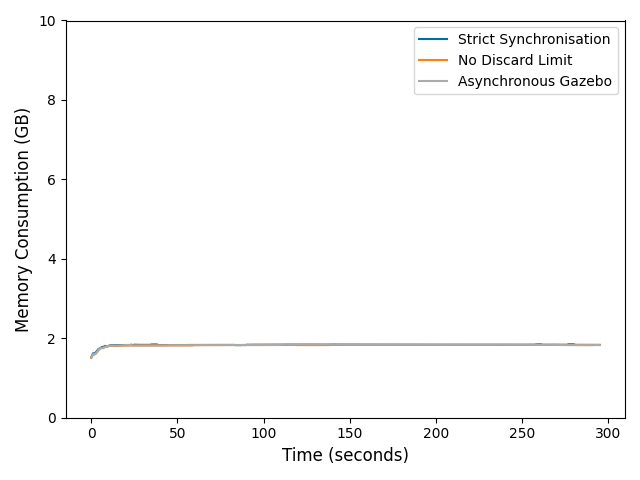 10
8
6
4
2
0
Memory Consumption (GB)
Strict Synchronisation
No Discard Limit
Asynchronous Gazebo
0 50 100 150 200 250 300
Time (seconds)